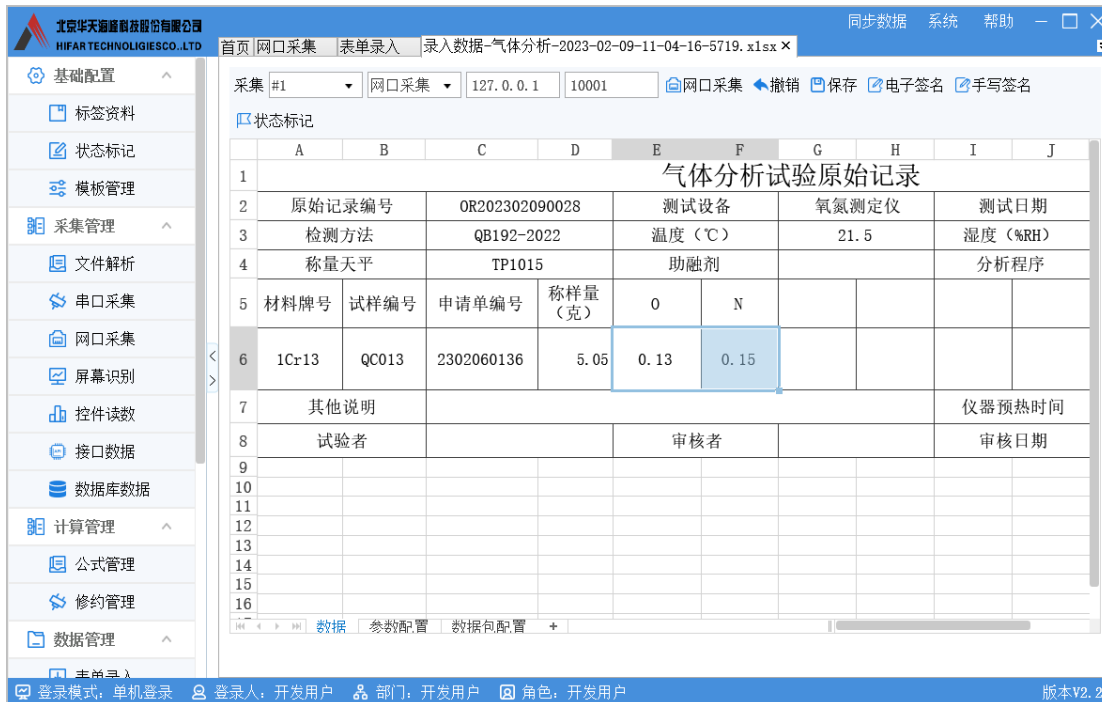 北京华天海峰科技股份有限公司
HIFAR TECHNOLIGIESCO.,LTD
同步数据 系统 帮助
首页 网口采集 表单录入 录入数据-气体分析-2023-02-09-11-04-16-5719.xlsx ×
基础配置
标签资料
状态标记
模板管理
采集管理
文件解析
串口采集
网口采集
屏幕识别
控件读数
接口数据
数据库数据
计算管理
公式管理
修约管理
数据管理
表单录入
采集 #1 网口采集 127.0.0.1 10001 网口采集 撤销 保存 电子签名 手写签名
状态标记
A B C D E F G H I J
1 气体分析试验原始记录
2 原始记录编号 OR202302090028 测试设备 氧氮测定仪 测试日期
3 检测方法 QB192-2022 温度（℃） 21.5 湿度（%RH）
4 称量天平 TP1015 助融剂 分析程序
5 材料牌号 试样编号 申请单编号 称样量（克） O N
6 1Cr13 QC013 2302060136 5.05 0.13 0.15
7 其他说明 仪器预热时间
8 试验者 审核者 审核日期
9
10
11
12
13
14
15
16
数据 参数配置 数据包配置 +
登录模式：单机登录 登录人：开发用户 部门：开发用户 角色：开发用户 版本V2.2